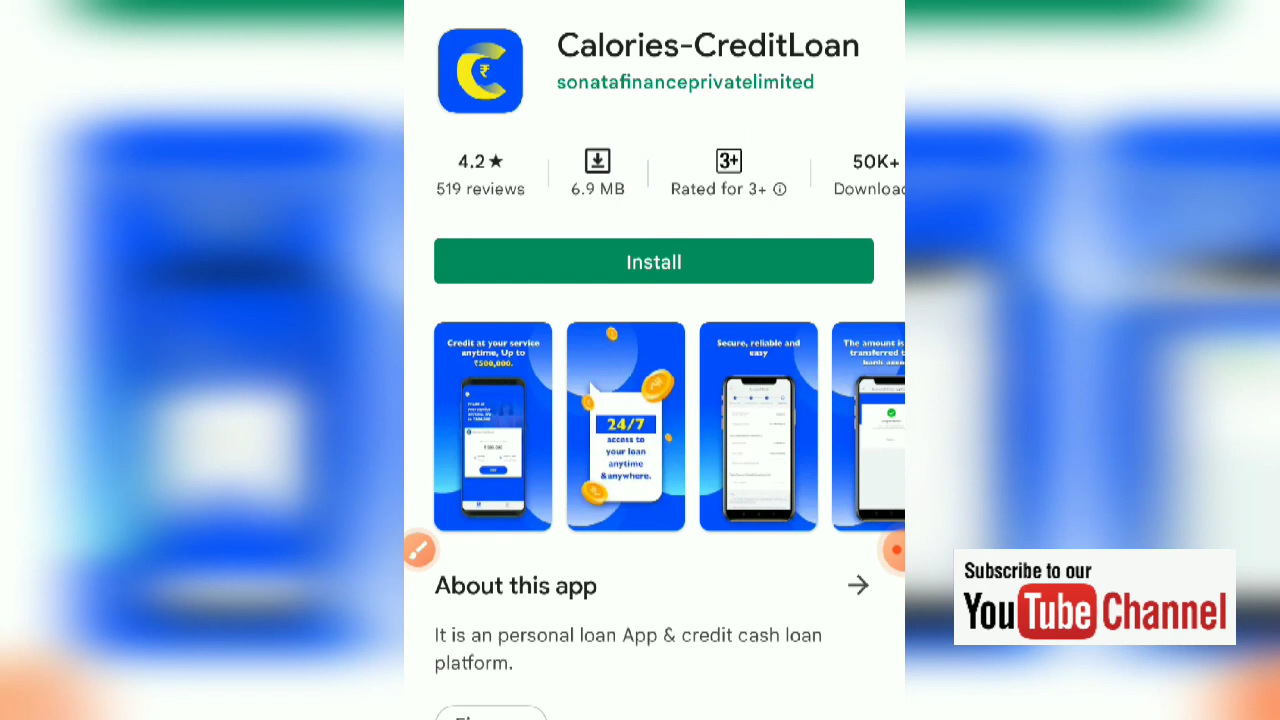 Calories-CreditLoan
sonatafinanceprivatelimited
4.2★
519 reviews
6.9 MB
3+
Rated for 3+
50K+
Downloac
Install
Credit at your service
anytime, Up to
₹500,000.
24/7
access to
your loan
anytime
&anywhere.
Secure, reliable and
easy
The amount is
transferred t
About this app
It is an personal loan App & credit cash loan
platform.
Subscribe to our
YouTube Channel